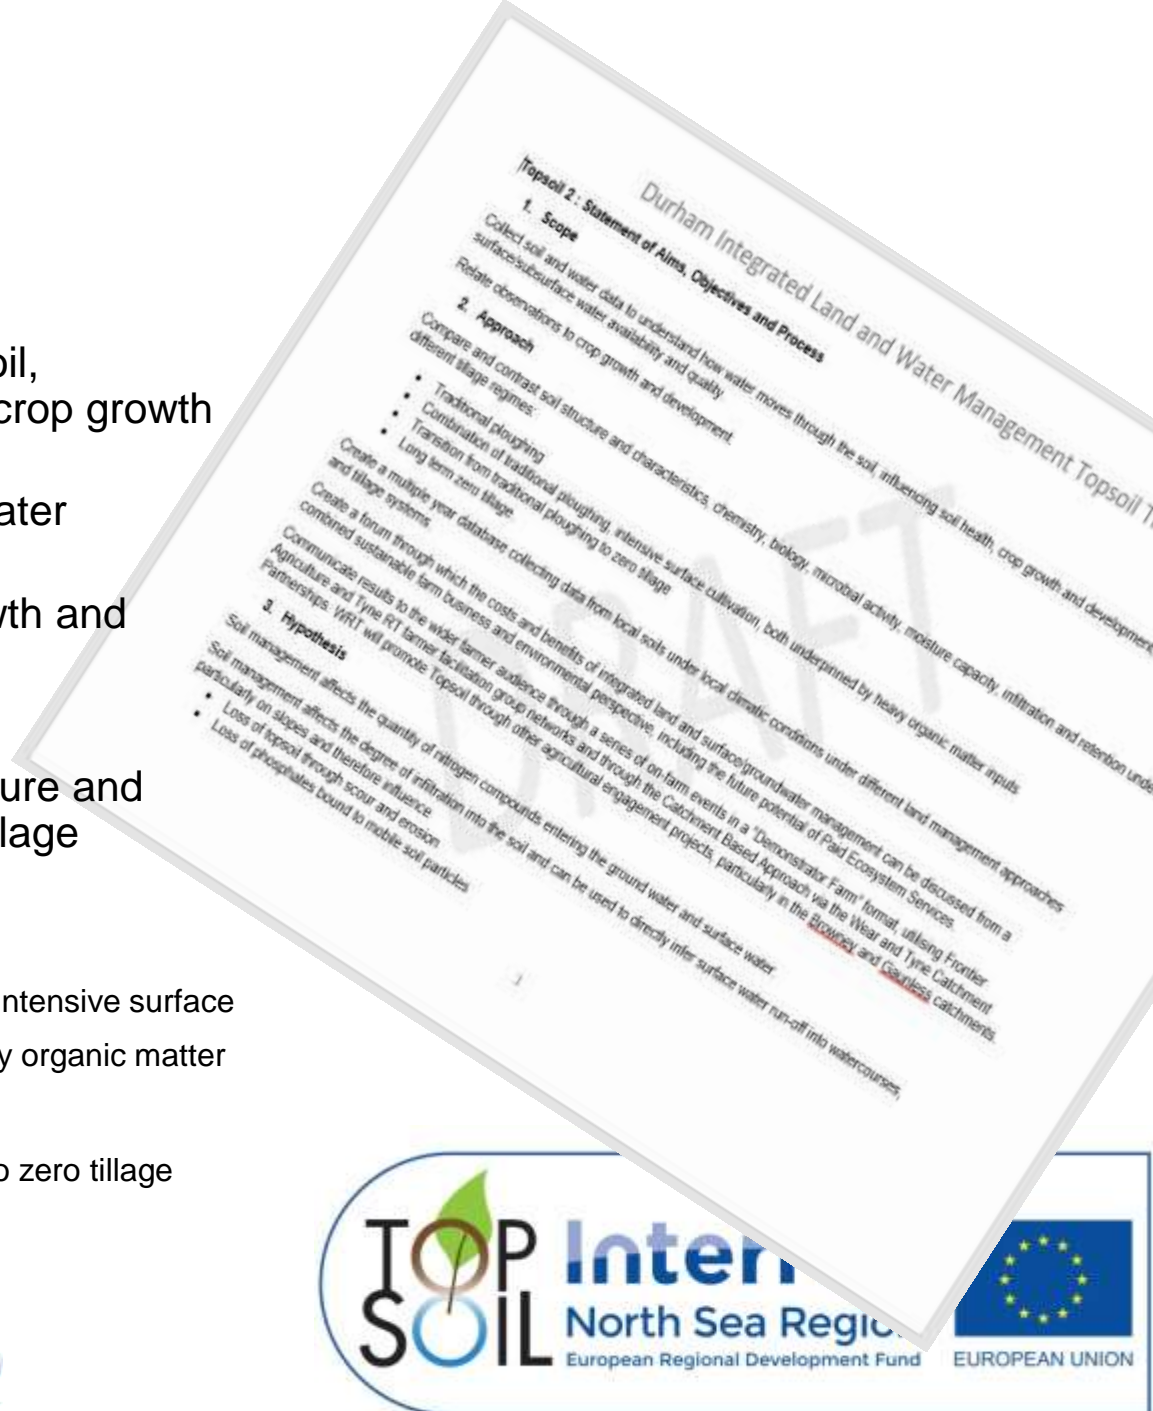 oil,
crop growth
ater
wth and
ure and
llage
intensive surface
y organic matter
o zero tillage
Durham Integrated Land and Water Management Topsoil
Topsoil 2 : Statement of Aims, Objectives and Process
1. Scope
Collect soil and water data to understand how water moves through the soil, influencing soil health, crop growth and development,
surface/subsurface water availability and quality
Relate observations to crop growth and development.
2. Approach
Compare and contrast soil structure and characteristics, chemistry, biology, microbial activity, moisture capacity, infiltration and retention under
different tillage regimes:
• Traditional ploughing
• Combination of traditional ploughing, intensive surface cultivation, both underpinned by heavy organic matter inputs
• Transition from traditional ploughing to zero tillage
• Long term zero tillage.
Create a multiple year database collecting data from local soils under local climatic conditions under different land management approaches
and tillage systems.
Create a forum through which the costs and benefits of integrated land and surface/groundwater management can be discussed from a
combined sustainable farm business and environmental perspective, including the future potential of Paid Ecosystem Services.
Communicate results to the wider farmer audience through a series of on-farm events in a "Demonstrator Farm" format, utilising Frontier
Agriculture and Tyne RT farmer facilitation group networks and through the Catchment Based Approach via the Wear and Tyne Catchment
Partnerships. WRT will promote Topsoil through other agricultural engagement projects, particularly in the Browney and Gaunless catchments.
3. Hypothesis
Soil management affects the quantity of nitrogen compounds entering the ground water and surface water
Soil management affects the degree of infiltration into the soil and can be used to directly infer surface water run-off into watercourses,
particularly on slopes and therefore influence
• Loss of topsoil through scour and erosion
• Loss of phosphates bound to mobile soil particles
1
DRAFT
TOP
SOIL
Inter
North Sea Regio
European Regional Development Fund
EUROPEAN UNION